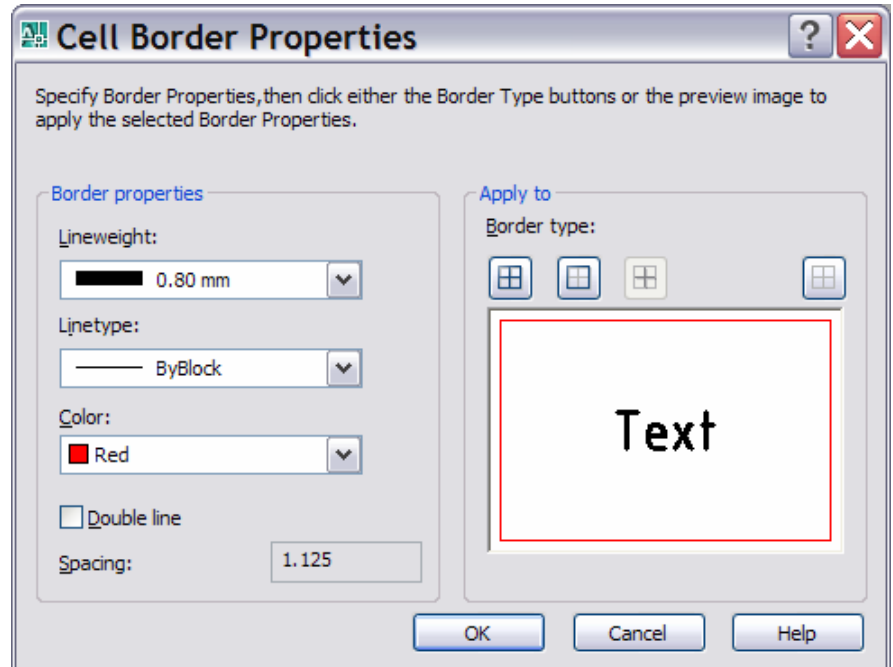 Cell Border Properties
Specify Border Properties,then click either the Border Type buttons or the preview image to
apply the selected Border Properties.
Border properties
Lineweight:
0.80 mm
Linetype:
ByBlock
Color:
Red
Double line
Spacing:
1.125
Apply to
Border type:
Text
OK
Cancel
Help